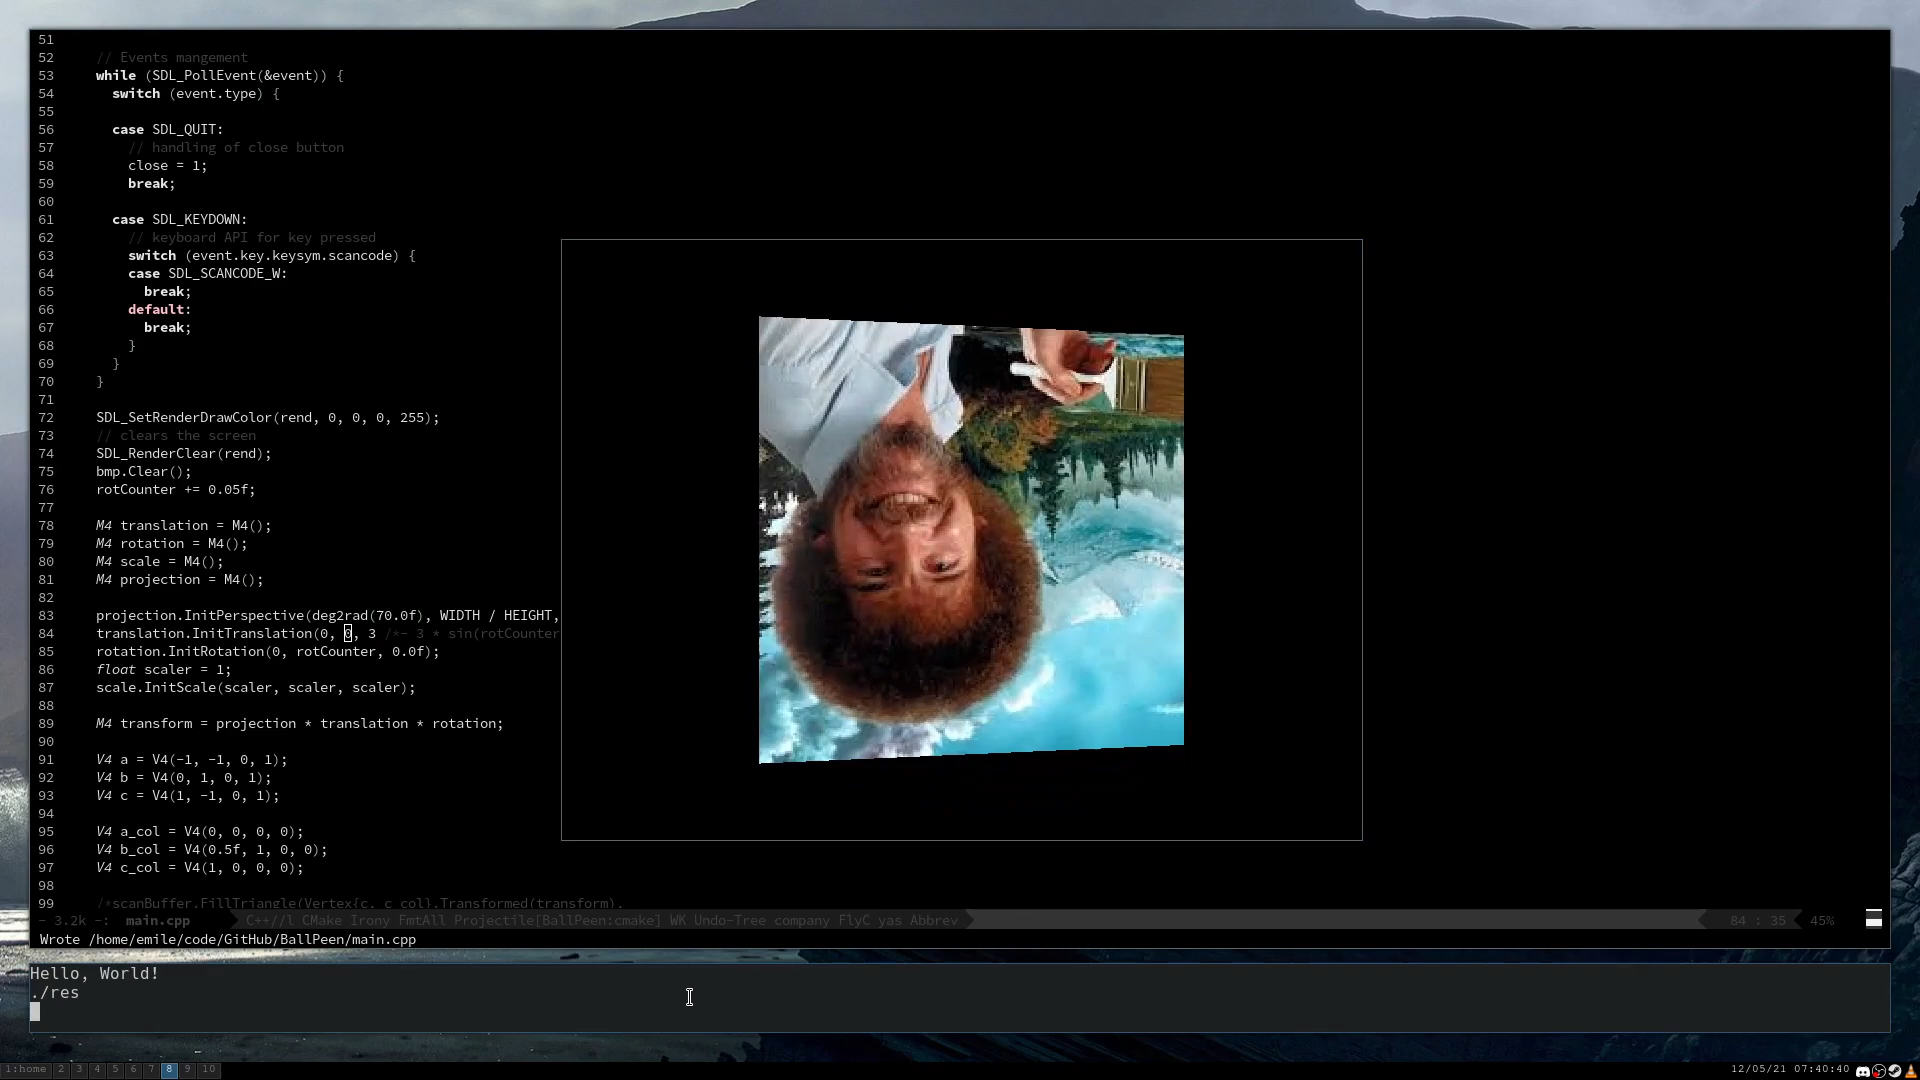 51
52 // Events mangement
53 while (SDL_PollEvent(&event)) {
54 switch (event.type) {
55
56 case SDL_QUIT:
57 // handling of close button
58 close = 1;
59 break;
60
61 case SDL_KEYDOWN:
62 // keyboard API for key pressed
63 switch (event.key.keysym.scancode) {
64 case SDL_SCANCODE_W:
65 break;
66 default:
67 break;
68 }
69 }
70 }
71
72 SDL_SetRenderDrawColor(rend, 0, 0, 0, 255);
73 // clears the screen
74 SDL_RenderClear(rend);
75 bmp.Clear();
76 rotCounter += 0.05f;
77
78 M4 translation = M4();
79 M4 rotation = M4();
80 M4 scale = M4();
81 M4 projection = M4();
82
83 projection.InitPerspective(deg2rad(70.0f), WIDTH / HEIGHT,
84 translation.InitTranslation(0, 0, 3 /*- 3 * sin(rotCounter
85 rotation.InitRotation(0, rotCounter, 0.0f);
86 float scaler = 1;
87 scale.InitScale(scaler, scaler, scaler);
88
89 M4 transform = projection * translation * rotation;
90
91 V4 a = V4(-1, -1, 0, 1);
92 V4 b = V4(0, 1, 0, 1);
93 V4 c = V4(1, -1, 0, 1);
94
95 V4 a_col = V4(0, 0, 0, 0);
96 V4 b_col = V4(0.5f, 1, 0, 0);
97 V4 c_col = V4(1, 0, 0, 0);
98
99 /*scanBuffer.FillTriangle(Vertex{c, c_col}.Transformed(transform),
- 3.2k -: main.cpp C++//l CMake Irony FmtAll Projectile[BallPeen:cmake] WK Undo-Tree company FlyC yas Abbrev 84 : 35 45%
Wrote /home/emile/code/GitHub/BallPeen/main.cpp
Hello, World!
./res
1:home 2 3 4 5 6 7 8 9 10 12/05/21 07:40:40